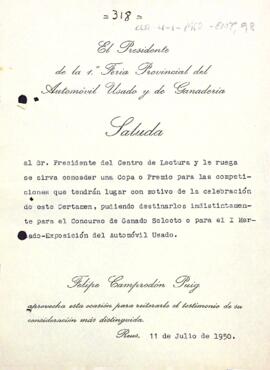 =318=
El Presidente
de la 1.ª Feria Provincial del
Automóvil Usado y de Ganadería
Saluda
al Sr. Presidente del Centro de Lectura y le ruega
se sirva conceder una Copa o Premio para las competi-
ciones que tendrán lugar con motivo de la celebración
de este Certamen, pudiendo destinarlos indistintamen-
te para el Concurso de Ganado Selecto o para el I Mer-
cado-Exposición del Automóvil Usado.
Felipe Camprodón Puig
aprovecha esta ocasión para reiterarle el testimonio de su
consideración más distinguida.
Reus, 11 de Julio de 1950.